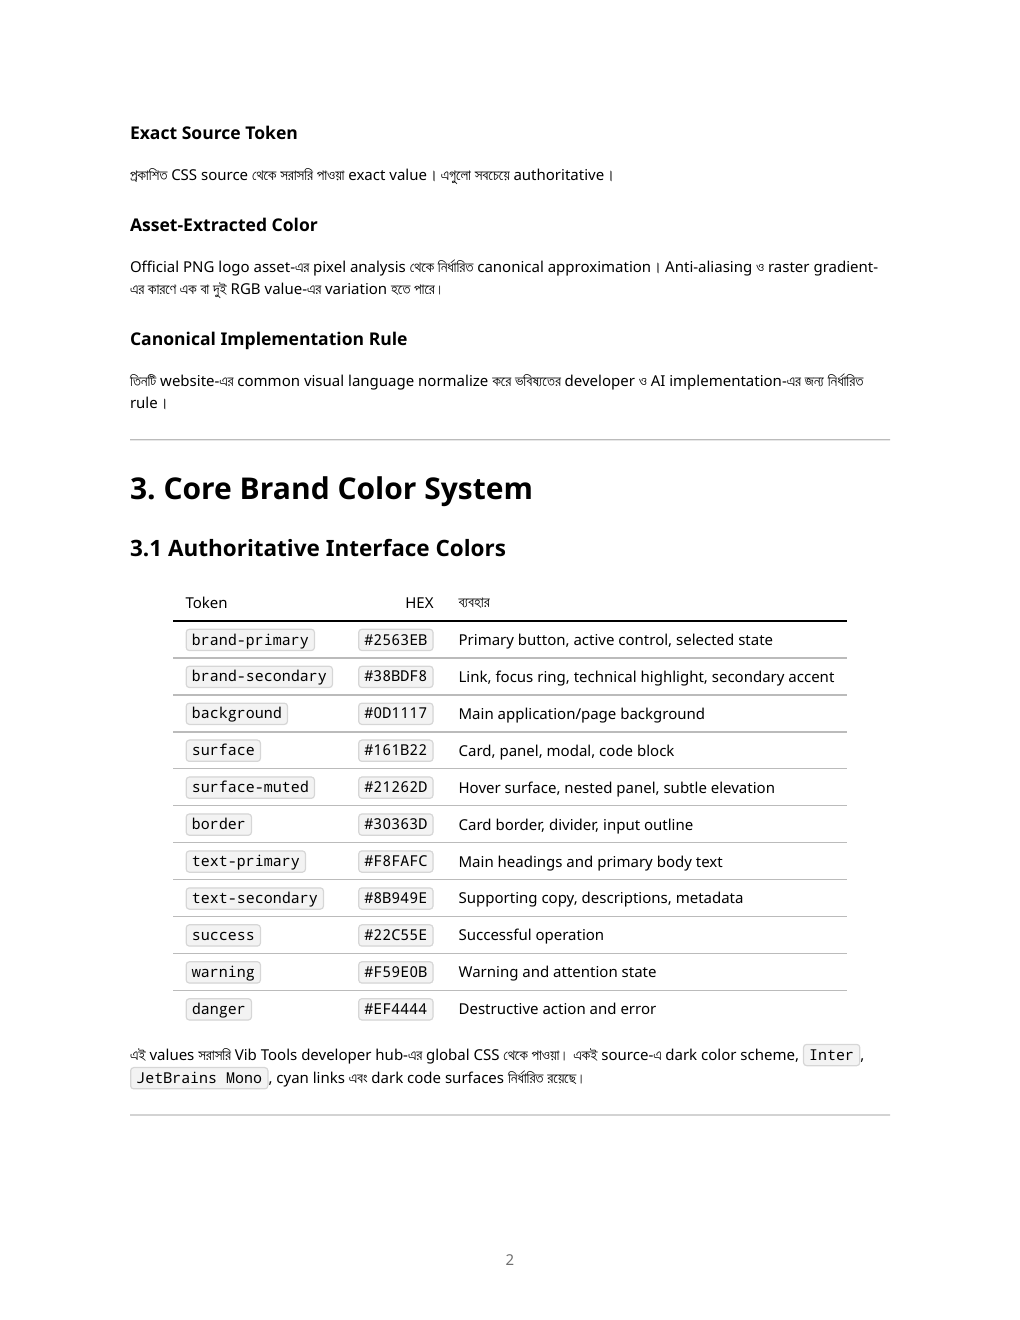 Exact Source Token
প্রকাশিত CSS source থেকে সরাসরি পাওয়া exact value। এগুলো সবচেয়ে authoritative।
Asset-Extracted Color
Official PNG logo asset-এর pixel analysis থেকে নির্ধারিত canonical approximation। Anti-aliasing ও raster gradient-
এর কারণে এক বা দুই RGB value-এর variation হতে পারে।
Canonical Implementation Rule
তিনটি website-এর common visual language normalize করে ভবিষ্যতের developer ও AI implementation-এর জন্য নির্ধারিত
rule।
3. Core Brand Color System
3.1 Authoritative Interface Colors
Token HEX ব্যবহার
brand-primary #2563EB Primary button, active control, selected state
brand-secondary #38BDF8 Link, focus ring, technical highlight, secondary accent
background #0D1117 Main application/page background
surface #161B22 Card, panel, modal, code block
surface-muted #21262D Hover surface, nested panel, subtle elevation
border #30363D Card border, divider, input outline
text-primary #F8FAFC Main headings and primary body text
text-secondary #8B949E Supporting copy, descriptions, metadata
success #22C55E Successful operation
warning #F59E0B Warning and attention state
danger #EF4444 Destructive action and error
এই values সরাসরি Vib Tools developer hub-এর global CSS থেকে পাওয়া। একই source-এ dark color scheme, Inter,
JetBrains Mono, cyan links এবং dark code surfaces নির্ধারিত রয়েছে।
2